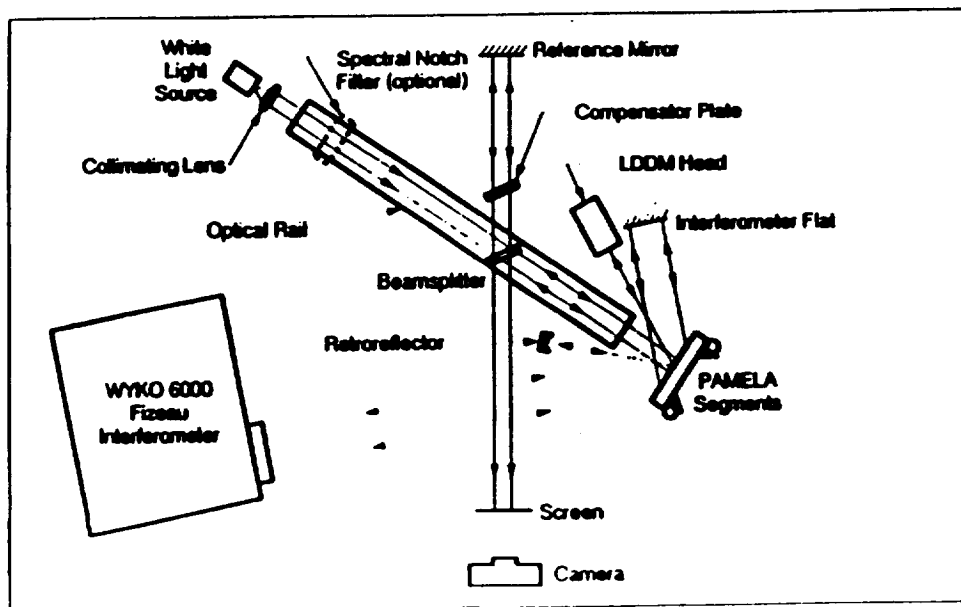 White
Light
Source
Spectral Notch
Filter (optional)
Reference Mirror
Compensator Plate
Collimating Lens
LDDM Head
Optical Rail
Interferometer Flat
Beamsplitter
Retroreflector
WYKO 6000
Fizeau
Interferometer
PAMELA
Segments
Screen
Camera